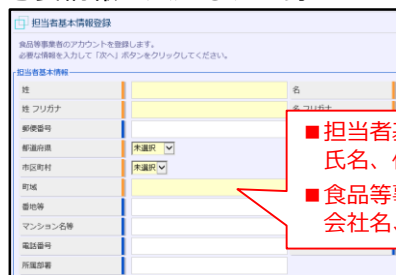 担当者基本情報登録
食品等事業者のアカウントを登録します。
必要な情報を入力して「次へ」ボタンをクリックしてください。
担当者基本情報
姓
名
姓 フリガナ
名 フリガナ
郵便番号
都道府県
未選択
市区町村
未選択
町域
番地等
マンション名等
電話番号
所属部署
■担当者
氏名、
■食品等
会社名、